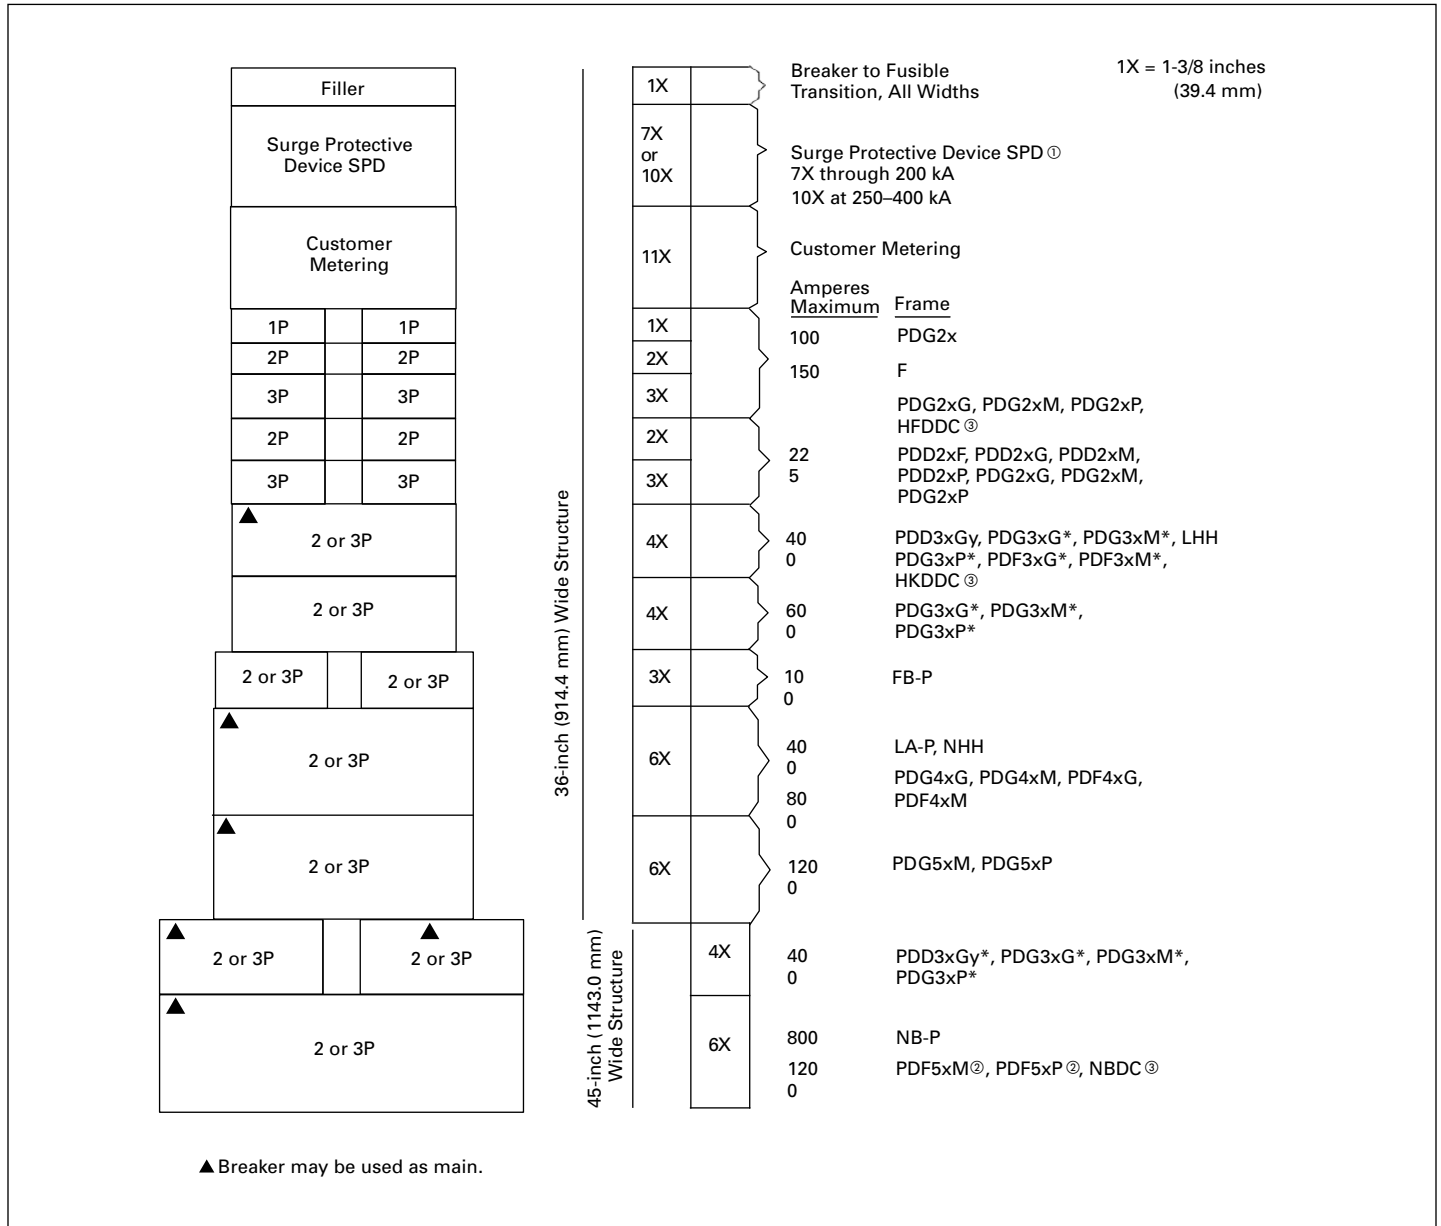 Filler
Surge Protective
Device SPD
Customer
Metering
1P 1P
2P 2P
3P 3P
2P 2P
3P 3P
▲
2 or 3P
2 or 3P
2 or 3P 2 or 3P
▲
2 or 3P
▲
2 or 3P
▲ ▲
2 or 3P 2 or 3P
▲
2 or 3P
▲ Breaker may be used as main.
36-inch (914.4 mm) Wide Structure
45-inch (1143.0 mm)
Wide Structure
1X
7X
or
10X
11X
1X
2X
3X
2X
3X
4X
4X
3X
6X
6X
4X
6X
Breaker to Fusible
Transition, All Widths
1X = 1-3/8 inches
(39.4 mm)
Surge Protective Device SPD ①
7X through 200 kA
10X at 250–400 kA
Customer Metering
Amperes
Maximum Frame
100 PDG2x
150 F
PDG2xG, PDG2xM, PDG2xP,
HFDDC ③
22 PDD2xF, PDD2xG, PDD2xM,
5 PDD2xP, PDG2xG, PDG2xM,
PDG2xP
40 PDD3xGy, PDG3xG*, PDG3xM*, LHH
0 PDG3xP*, PDF3xG*, PDF3xM*,
HKDDC ③
60 PDG3xG*, PDG3xM*,
0 PDG3xP*
10 FB-P
0
40 LA-P, NHH
0
PDG4xG, PDG4xM, PDF4xG,
80 PDF4xM
0
120 PDG5xM, PDG5xP
0
40 PDD3xGy*, PDG3xG*, PDG3xM*,
0 PDG3xP*
800 NB-P
120 PDF5xM②, PDF5xP②, NBDC③
0